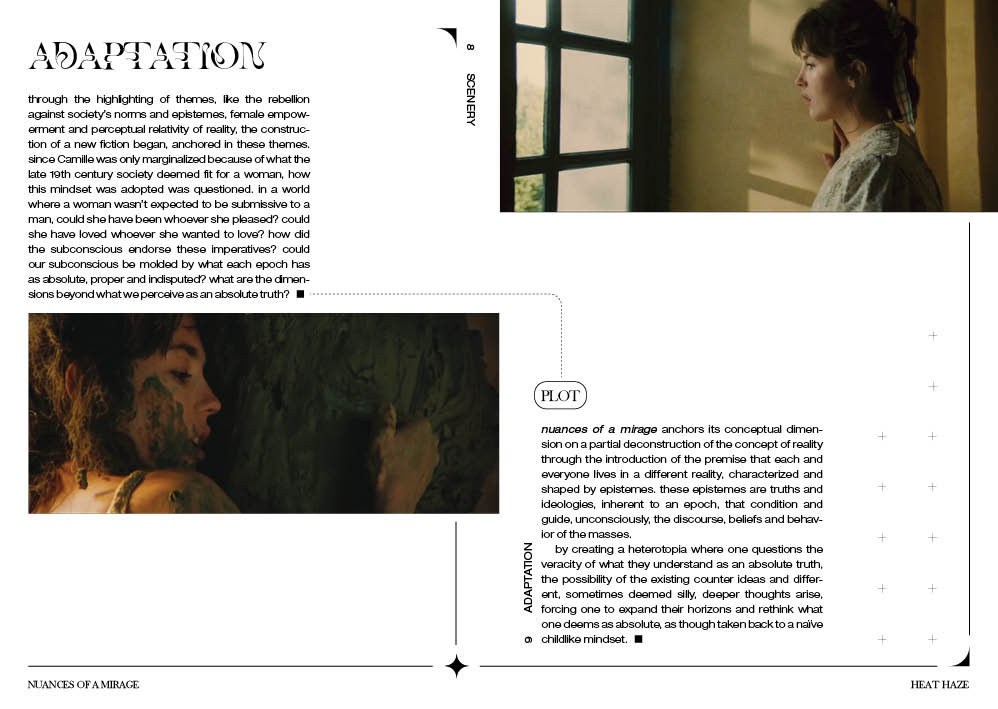 ADAPTATION
through the highlighting of themes, like the rebellion
against society's norms and epistemes, female empow-
erment and perceptual relativity of reality, the construc-
tion of a new fiction began, anchored in these themes.
since Camille was only marginalized because of what the
late 19th century society deemed fit for a woman, how
this mindset was adopted was questioned. in a world
where a woman wasn't expected to be submissive to a
man, could she have been whoever she pleased? could
she have loved whoever she wanted to love? how did
the subconscious endorse these imperatives? could
our subconscious be molded by what each epoch has
as absolute, proper and indisputed? what are the dimen-
sions beyond what we perceive as an absolute truth? ■
8 SCENERY
PLOT
nuances of a mirage anchors its conceptual dimen-
sion on a partial deconstruction of the concept of reality
through the introduction of the premise that each and
everyone lives in a different reality, characterized and
shaped by epistemes. these epistemes are truths and
ideologies, inherent to an epoch, that condition and
guide, unconsciously, the discourse, beliefs and behav-
ior of the masses.
by creating a heterotopia where one questions the
veracity of what they understand as an absolute truth,
the possibility of the existing counter ideas and differ-
ent, sometimes deemed silly, deeper thoughts arise,
forcing one to expand their horizons and rethink what
one deems as absolute, as though taken back to a naïve
childlike mindset. ■
9 ADAPTATION
NUANCES OF A MIRAGE
HEAT HAZE